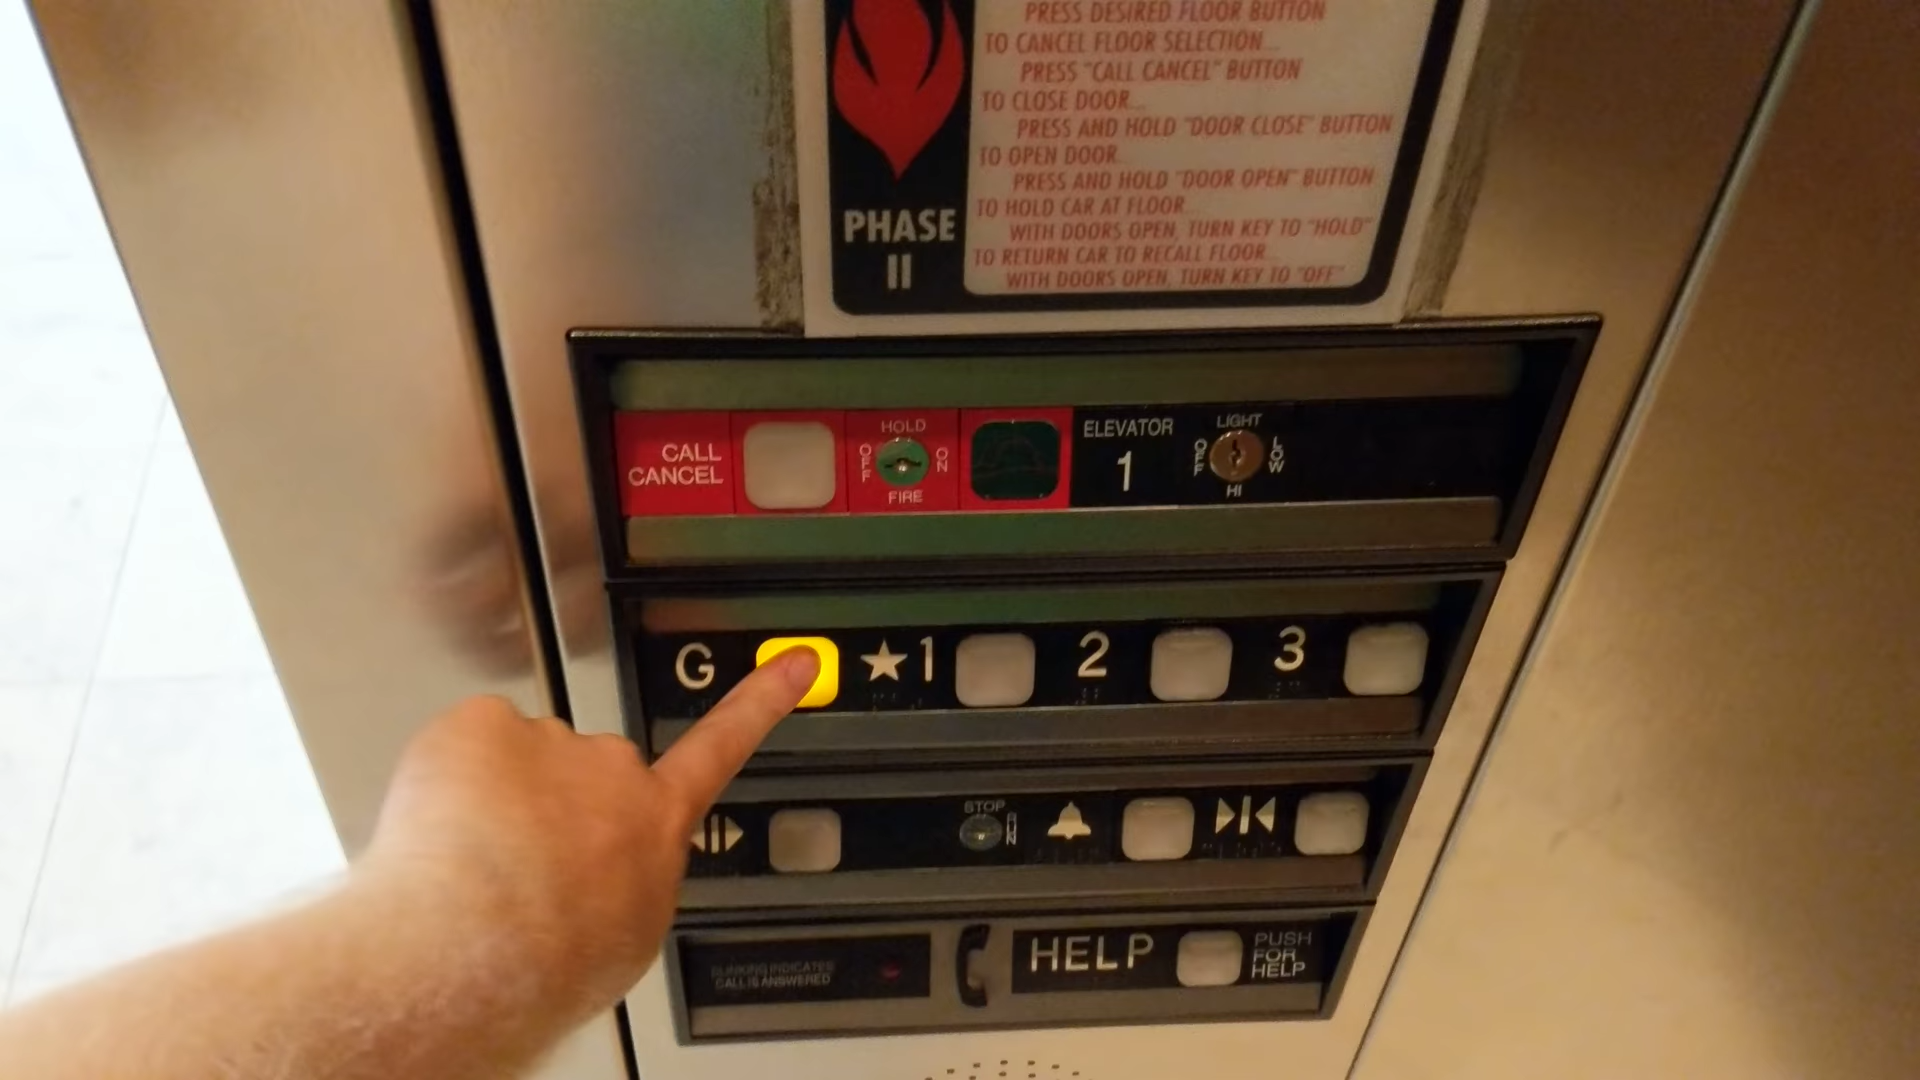 PRESS DESIRED FLOOR BUTTON
TO CANCEL FLOOR SELECTION...
PRESS "CALL CANCEL" BUTTON
TO CLOSE DOOR...
PRESS AND HOLD "DOOR CLOSE" BUTTON
TO OPEN DOOR...
PRESS AND HOLD "DOOR OPEN" BUTTON
TO HOLD CAR AT FLOOR...
WITH DOORS OPEN, TURN KEY TO "HOLD"
TO RETURN CAR TO RECALL FLOOR...
WITH DOORS OPEN, TURN KEY TO "OFF"
PHASE
II
CALL
CANCEL
HOLD
OFF
ON
FIRE
ELEVATOR
1
LIGHT
OFF
LOW
HI
G
★1
2
3
STOP
RUN
BLINKING INDICATES
CALL IS ANSWERED
HELP
PUSH
FOR
HELP